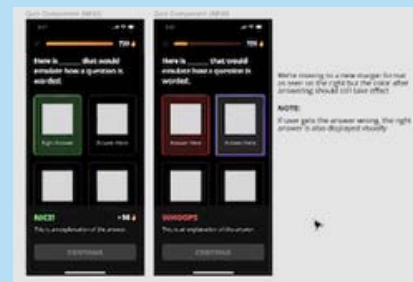 Quiz Component (MVP)
Quiz Component (MVP)
Here is _____ that would
emulate how a question is
worded.
Right Answer
Answer Here
NICE!
This is an explanation of the answer.
CONTINUE
Here is _____ that would
emulate how a question is
worded.
Answer Here
Answer Here
WHOOPS
This is an explanation of the answer.
CONTINUE
We're moving to a new
format
as seen on the right but the color after
answering should still take effect
NOTE:
If user gets the answer wrong, the right
answer is also displayed visually